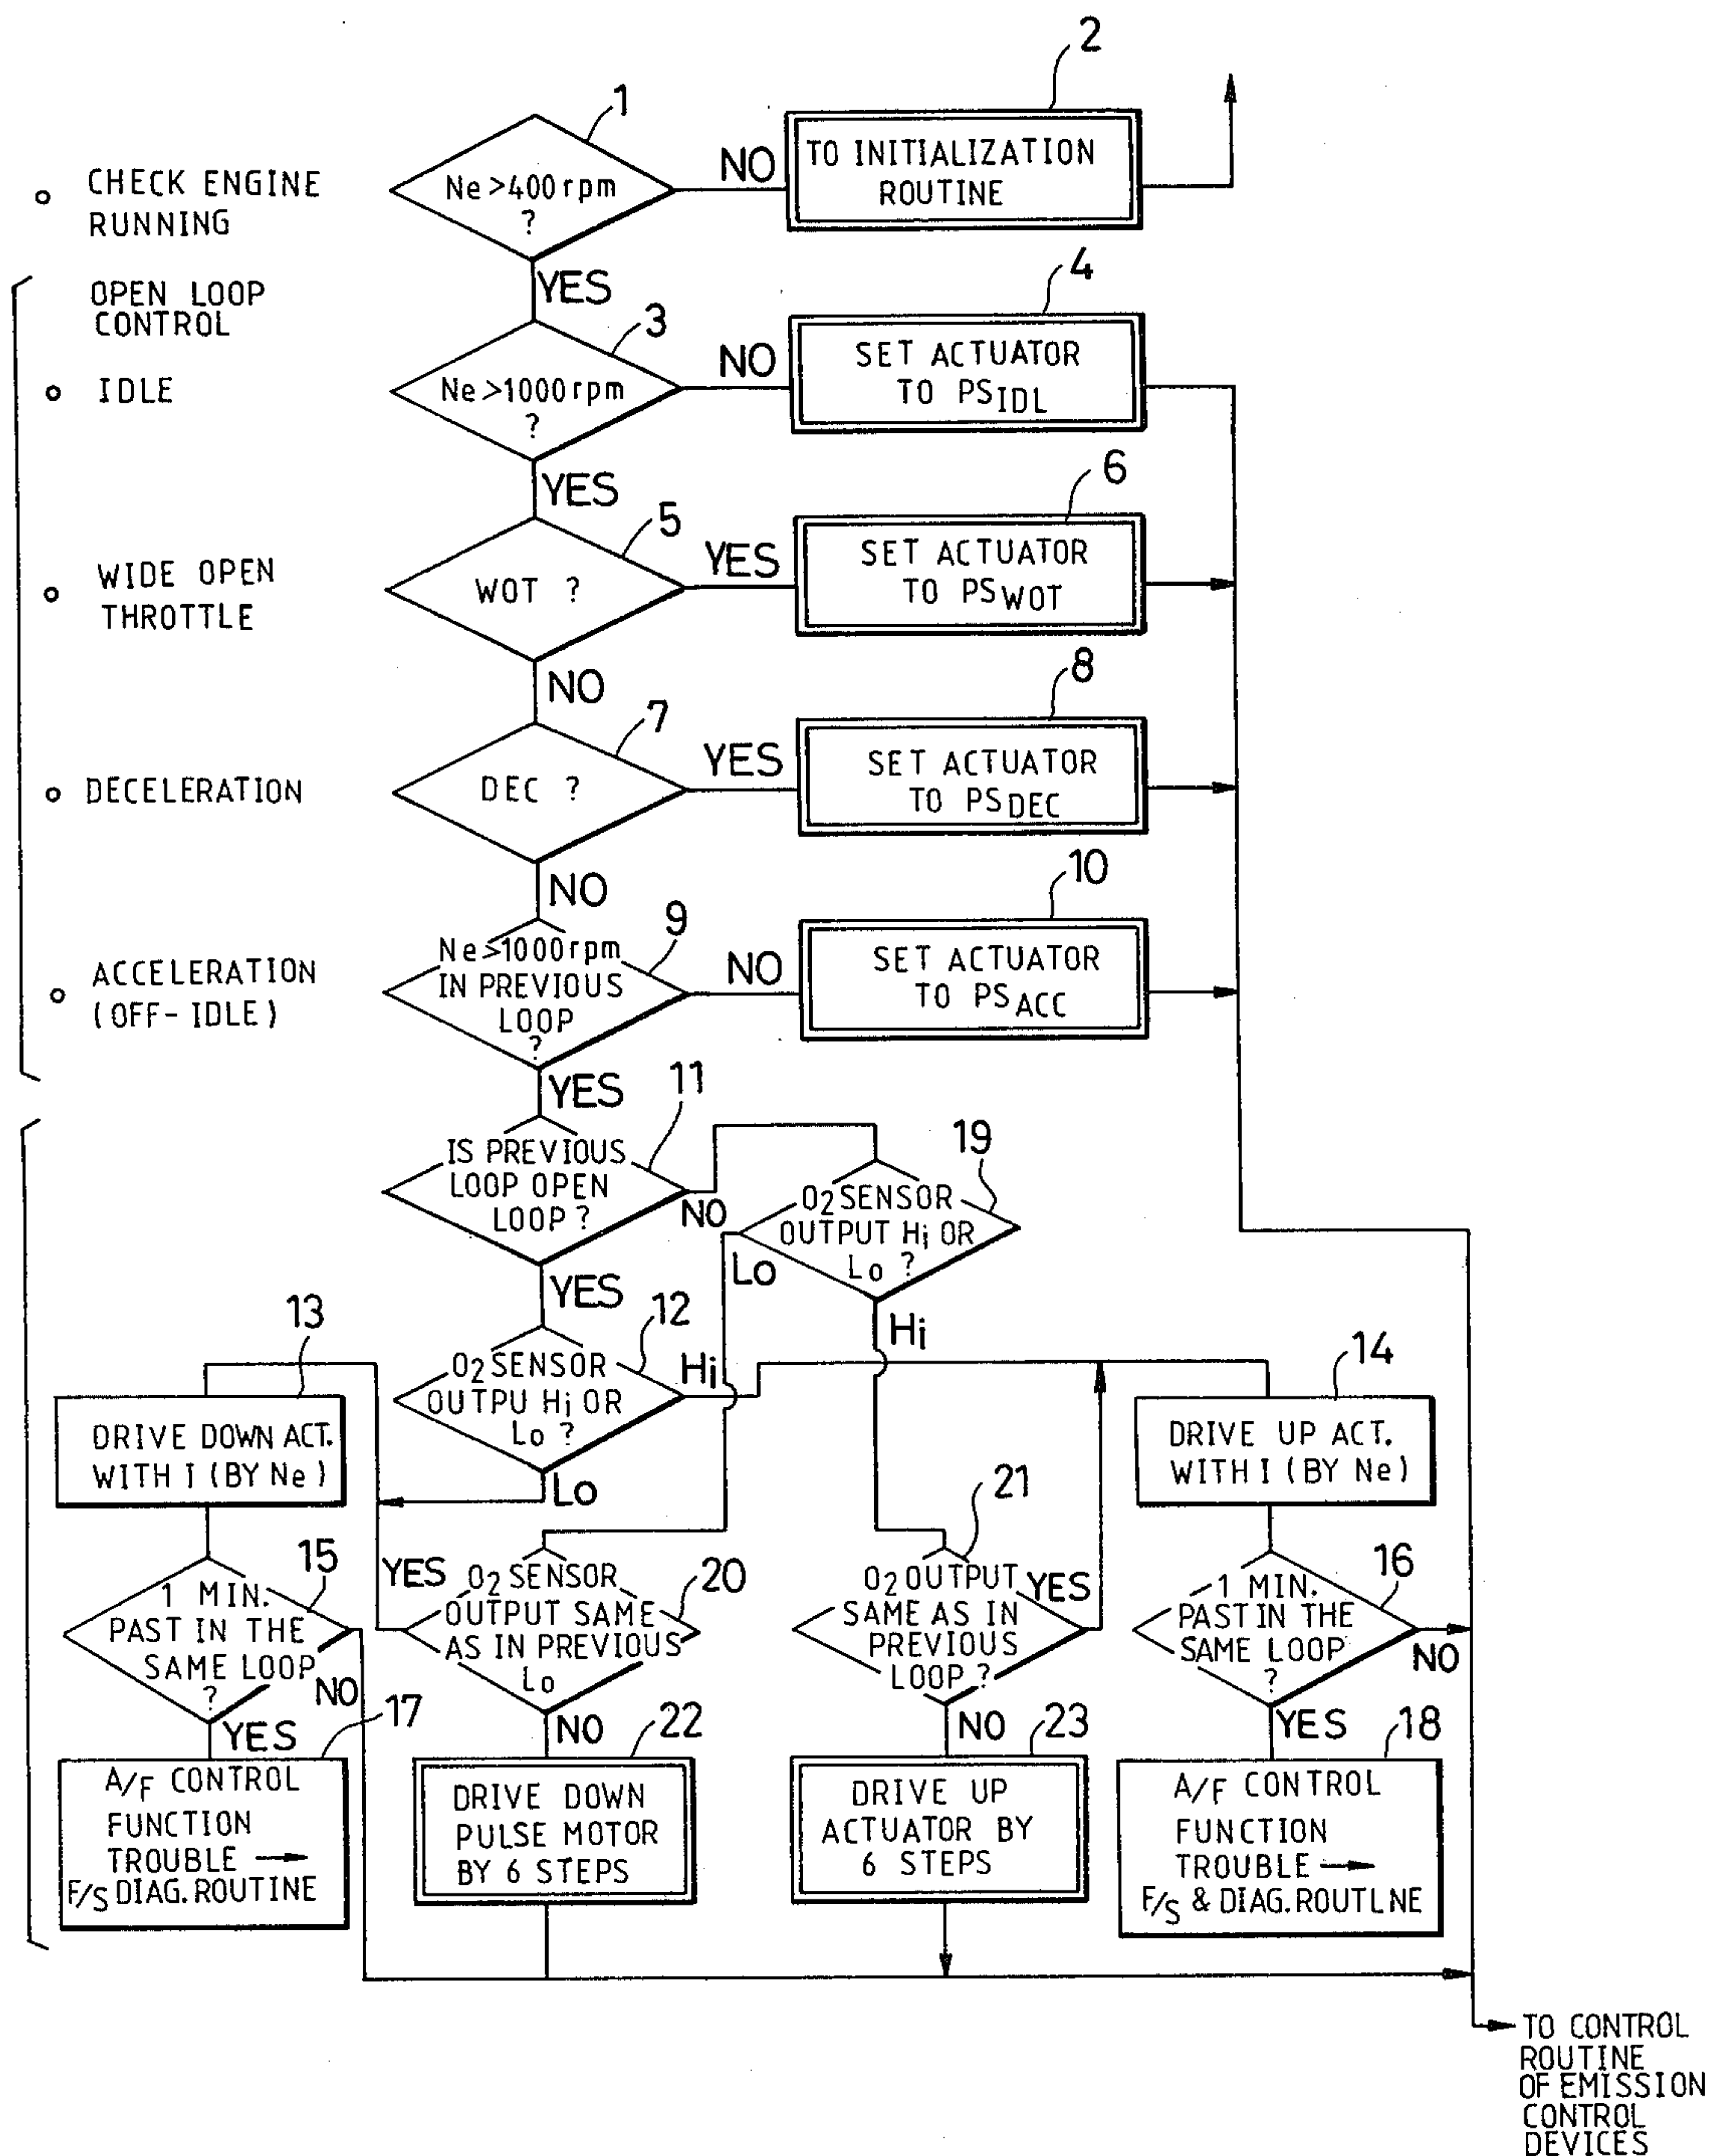 1
2
CHECK ENGINE
RUNNING
Ne>400rpm
?
NO
TO INITIALIZATION
ROUTINE
YES
OPEN LOOP
CONTROL
3
4
IDLE
Ne>1000rpm
?
NO
SET ACTUATOR
TO PSIDL
YES
5
6
WIDE OPEN
THROTTLE
WOT ?
YES
SET ACTUATOR
TO PSWOT
NO
7
8
DECELERATION
DEC ?
YES
SET ACTUATOR
TO PSDEC
NO
9
10
ACCELERATION
(OFF-IDLE)
Ne>1000rpm
IN PREVIOUS
LOOP
?
NO
SET ACTUATOR
TO PSACC
YES
11
IS PREVIOUS
LOOP OPEN
LOOP ?
NO
19
O2 SENSOR
OUTPUT Hi OR
Lo ?
Lo
Hi
YES
12
O2 SENSOR
OUTPU Hi OR
Lo ?
Hi
Lo
13
DRIVE DOWN ACT.
WITH I (BY Ne)
14
DRIVE UP ACT.
WITH I (BY Ne)
15
1 MIN.
PAST IN THE
SAME LOOP
?
NO
YES
20
YES
O2 SENSOR
OUTPUT SAME
AS IN PREVIOUS
Lo
NO
21
O2 OUTPUT
SAME AS IN
PREVIOUS
LOOP ?
YES
NO
16
1 MIN.
PAST IN THE
SAME LOOP
?
NO
YES
17
A/F CONTROL
FUNCTION
TROUBLE →
F/S DIAG. ROUTINE
22
DRIVE DOWN
PULSE MOTOR
BY 6 STEPS
23
DRIVE UP
ACTUATOR BY
6 STEPS
18
A/F CONTROL
FUNCTION
TROUBLE →
F/S & DIAG. ROUTLNE
TO CONTROL
ROUTINE
OF EMISSION
CONTROL
DEVICES